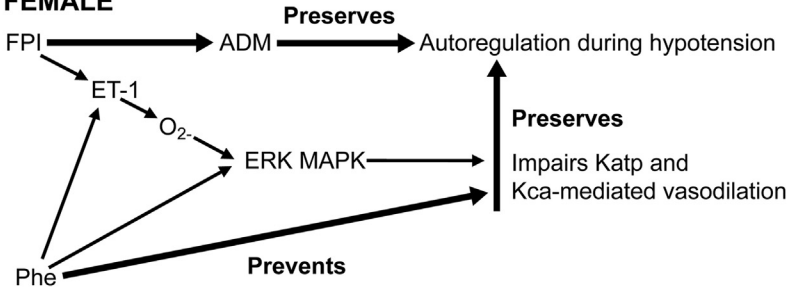 FEMALE
Preserves
FPI ADM Autoregulation during hypotension
ET-1
O2-
Preserves
ERK MAPK Impairs Katp and
Kca-mediated vasodilation
Prevents
Phe